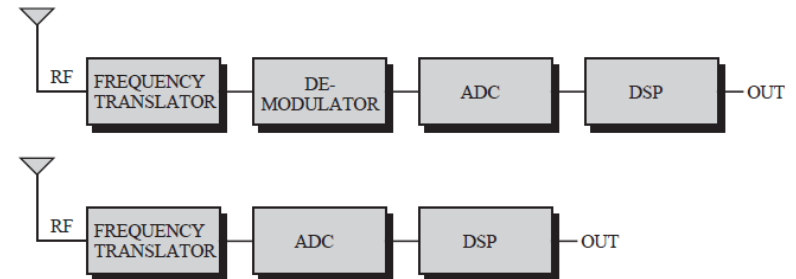 RF
FREQUENCY
TRANSLATOR
DE-
MODULATOR
ADC
DSP
OUT
RF
FREQUENCY
TRANSLATOR
ADC
DSP
OUT